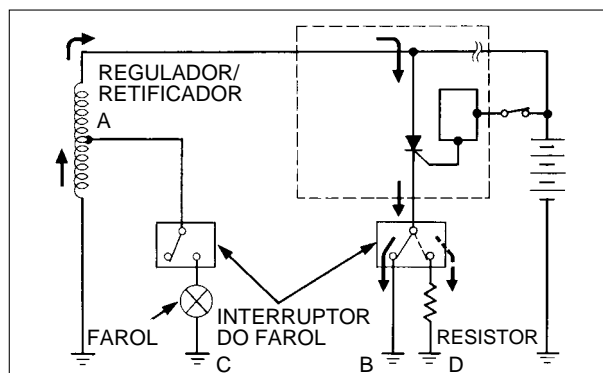 REGULADOR/
RETIFICADOR
A
FAROL
INTERRUPTOR
DO FAROL
RESISTOR
C
B
D